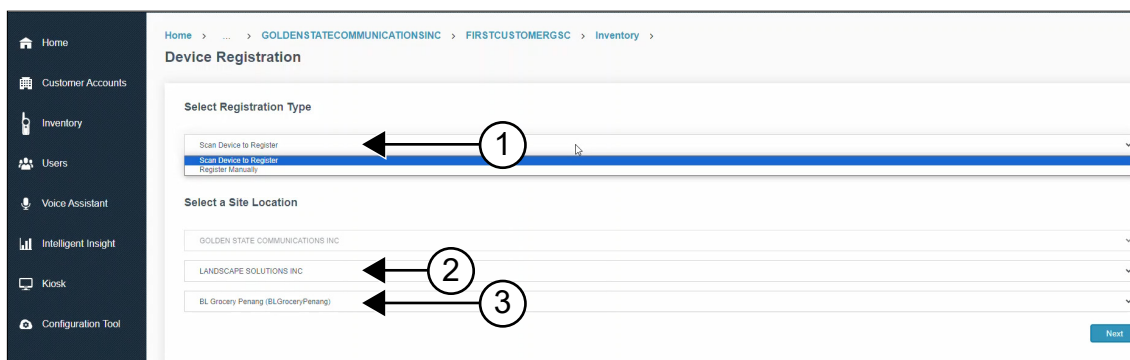 Home
Customer Accounts
Inventory
Users
Voice Assistant
Intelligent Insight
Kiosk
Configuration Tool
Home > ... > GOLDENSTATECOMMUNICATIONSINC > FIRSTCUSTOMERGSC > Inventory >
Device Registration
Select Registration Type
Scan Device to Register
1
Scan Device to Register
Register Manually
Select a Site Location
GOLDEN STATE COMMUNICATIONS INC
LANDSCAPE SOLUTIONS INC
2
BL Grocery Penang (BLGroceryPenang)
3
Next